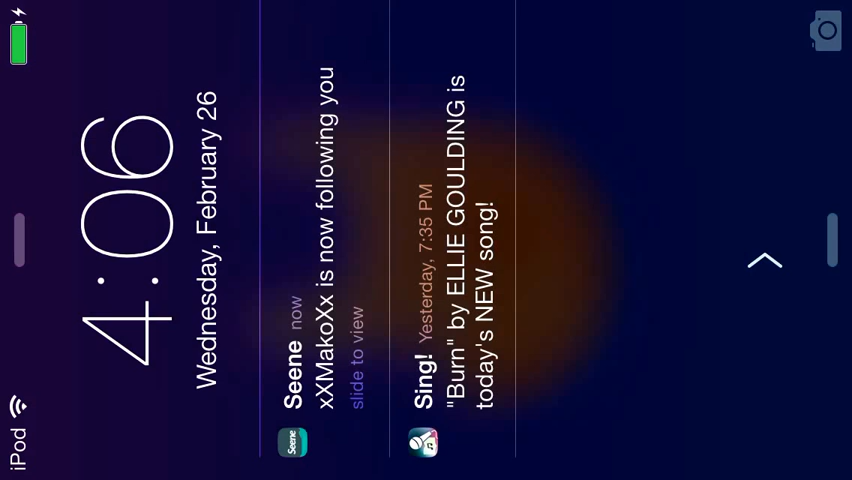 iPod
4:06
Wednesday, February 26
Seene
Seene now
xXMakoXx is now following you
slide to view
Sing! Yesterday, 7:35 PM
"Burn" by ELLIE GOULDING is
today's NEW song!